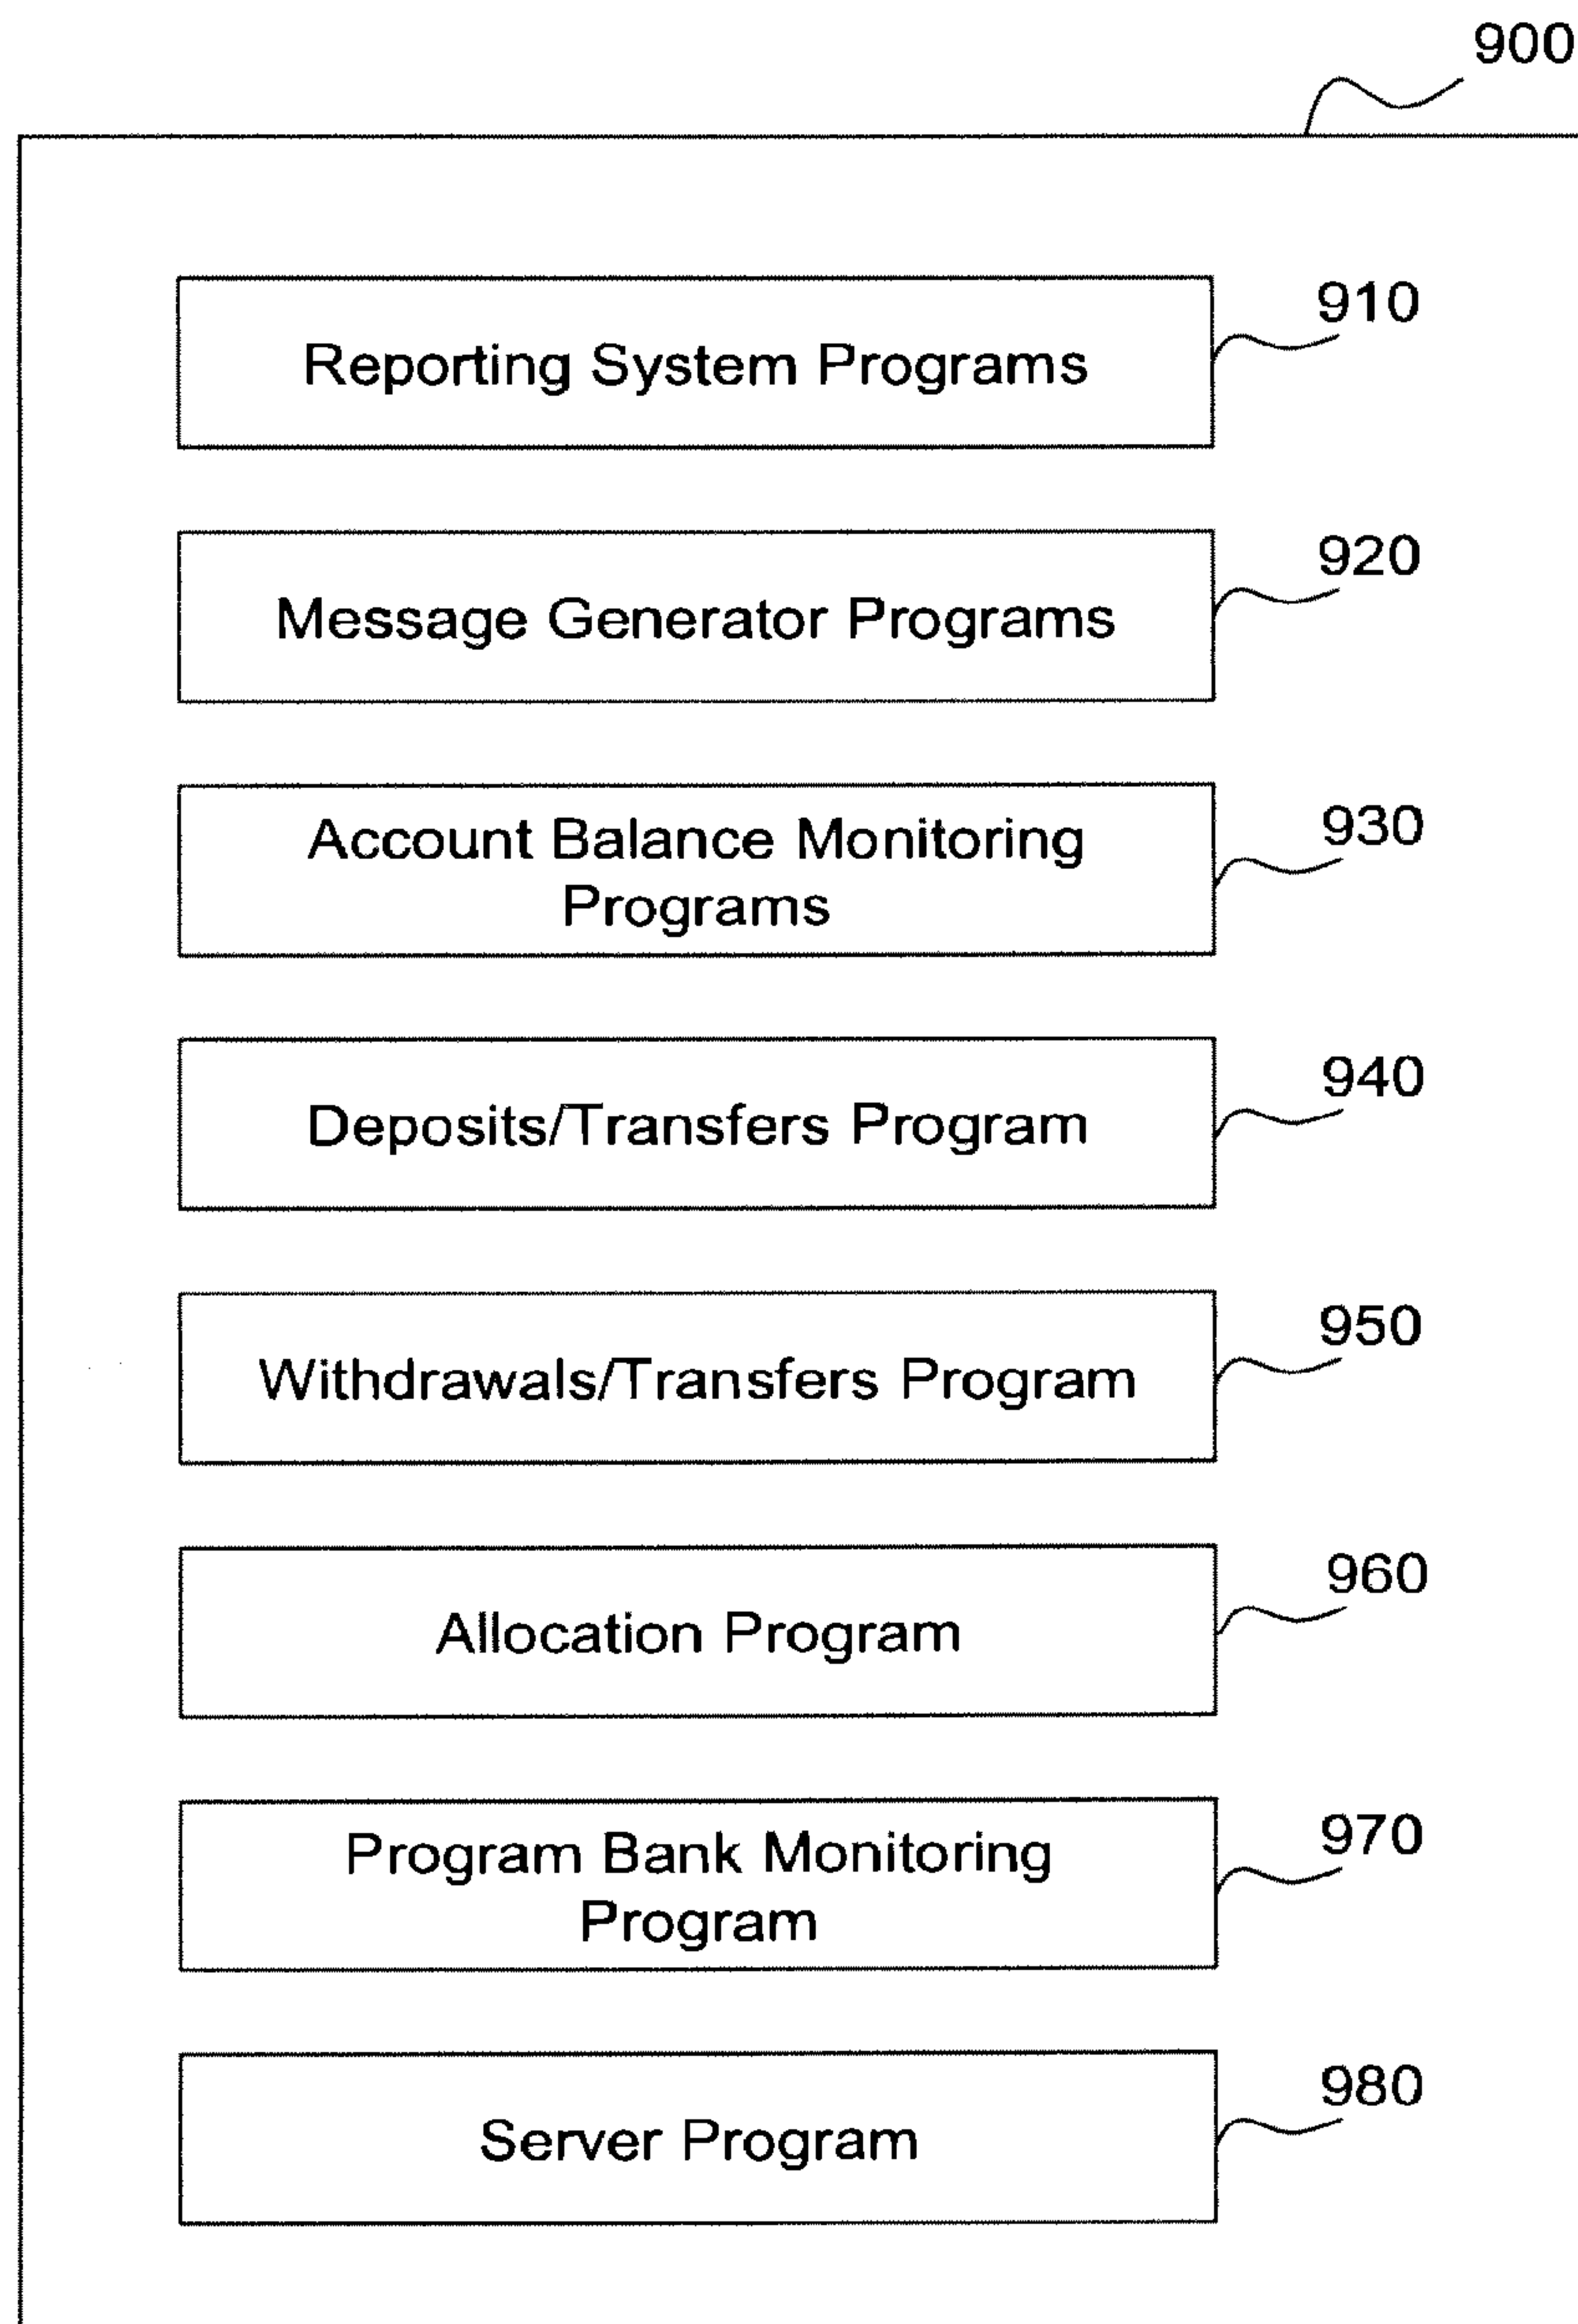 900
910
Reporting System Programs
920
Message Generator Programs
930
Account Balance Monitoring
Programs
940
Deposits/Transfers Program
950
Withdrawals/Transfers Program
960
Allocation Program
970
Program Bank Monitoring
Program
980
Server Program